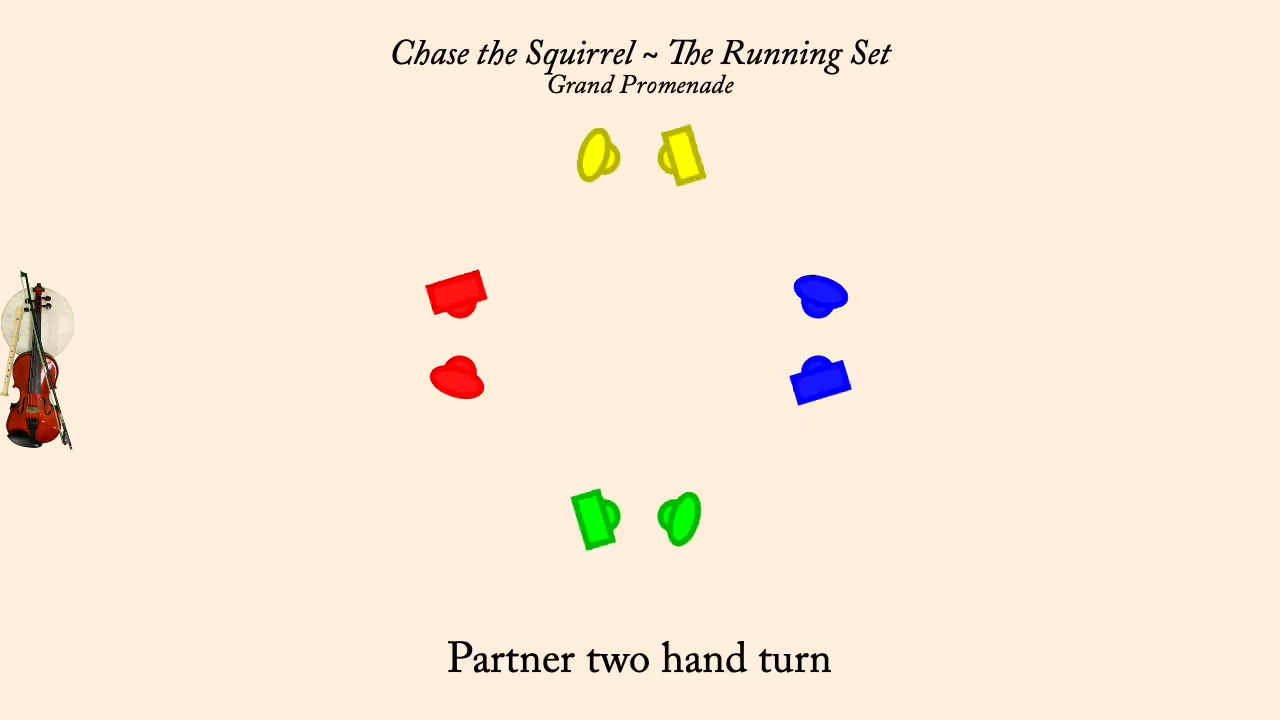 Chase the Squirrel ~ The Running Set
Grand Promenade
Partner two hand turn